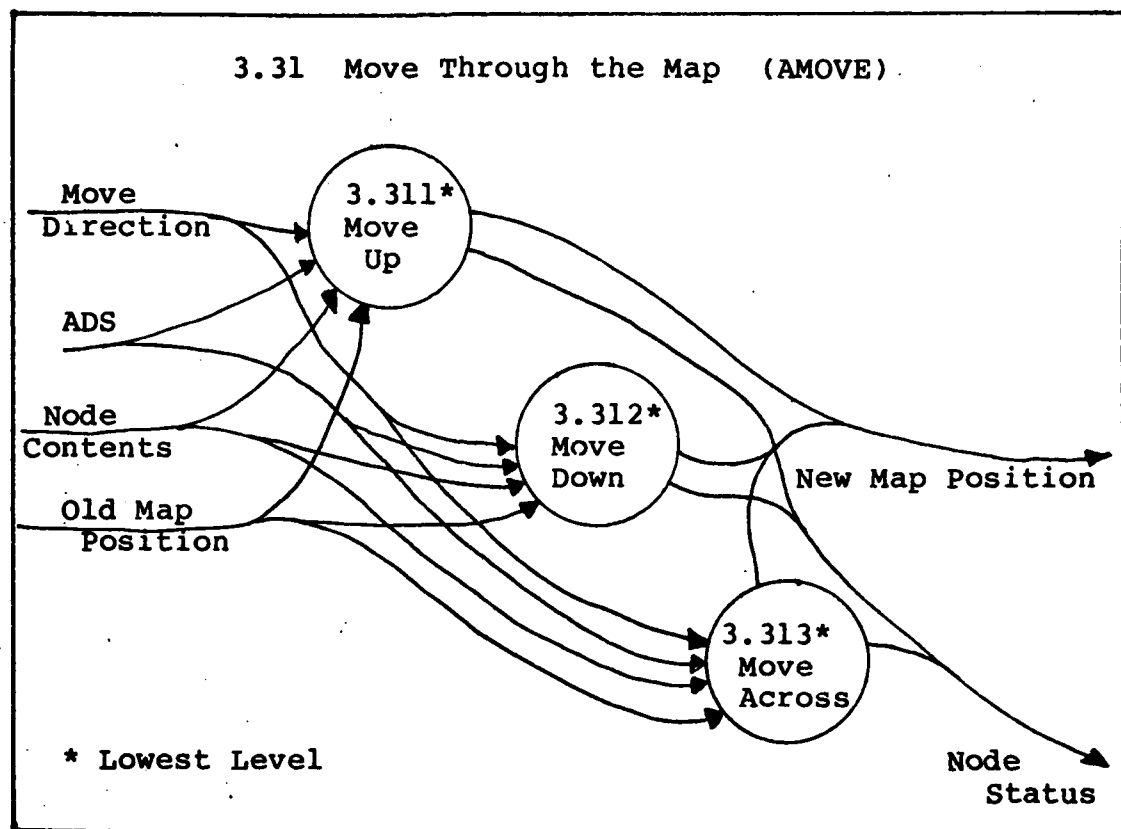 3.31 Move Through the Map (AMOVE)
Move
Direction
3.311*
Move
Up
ADS
Node
Contents
3.312*
Move
Down
New Map Position
Old Map
Position
3.313*
Move
Across
* Lowest Level
Node
Status